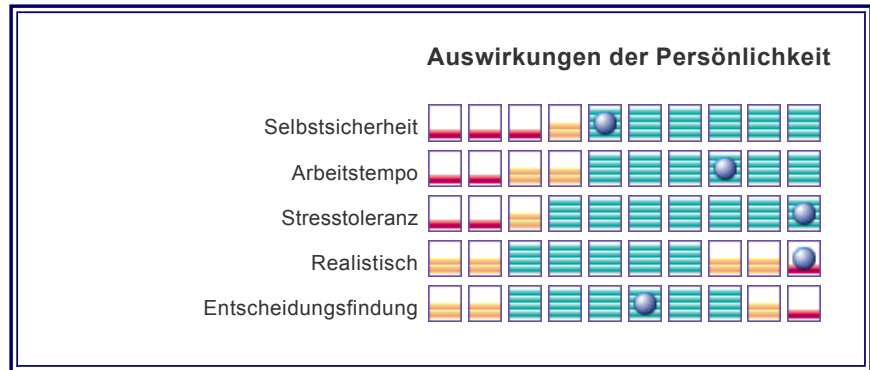 Auswirkungen der Persönlichkeit
Selbstsicherheit
Arbeitstempo
Stresstoleranz
Realistisch
Entscheidungsfindung